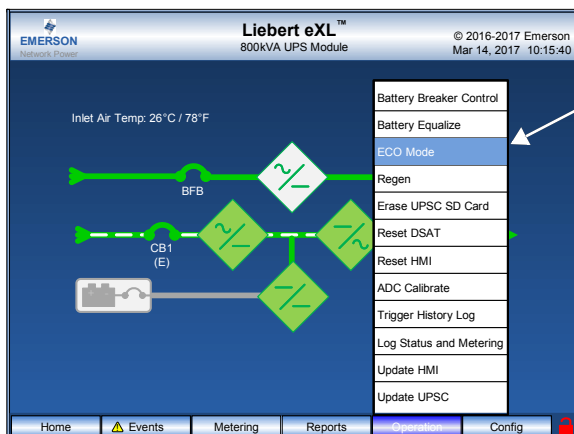 EMERSON
Network Power
Liebert eXL™
800kVA UPS Module
© 2016-2017 Emerson
Mar 14, 2017 10:15:40
Inlet Air Temp: 26°C / 78°F
BFB
CB1
(E)
Battery Breaker Control
Battery Equalize
ECO Mode
Regen
Erase UPSC SD Card
Reset DSAT
Reset HMI
ADC Calibrate
Trigger History Log
Log Status and Metering
Update HMI
Update UPSC
Home
Events
Metering
Reports
Operation
Config